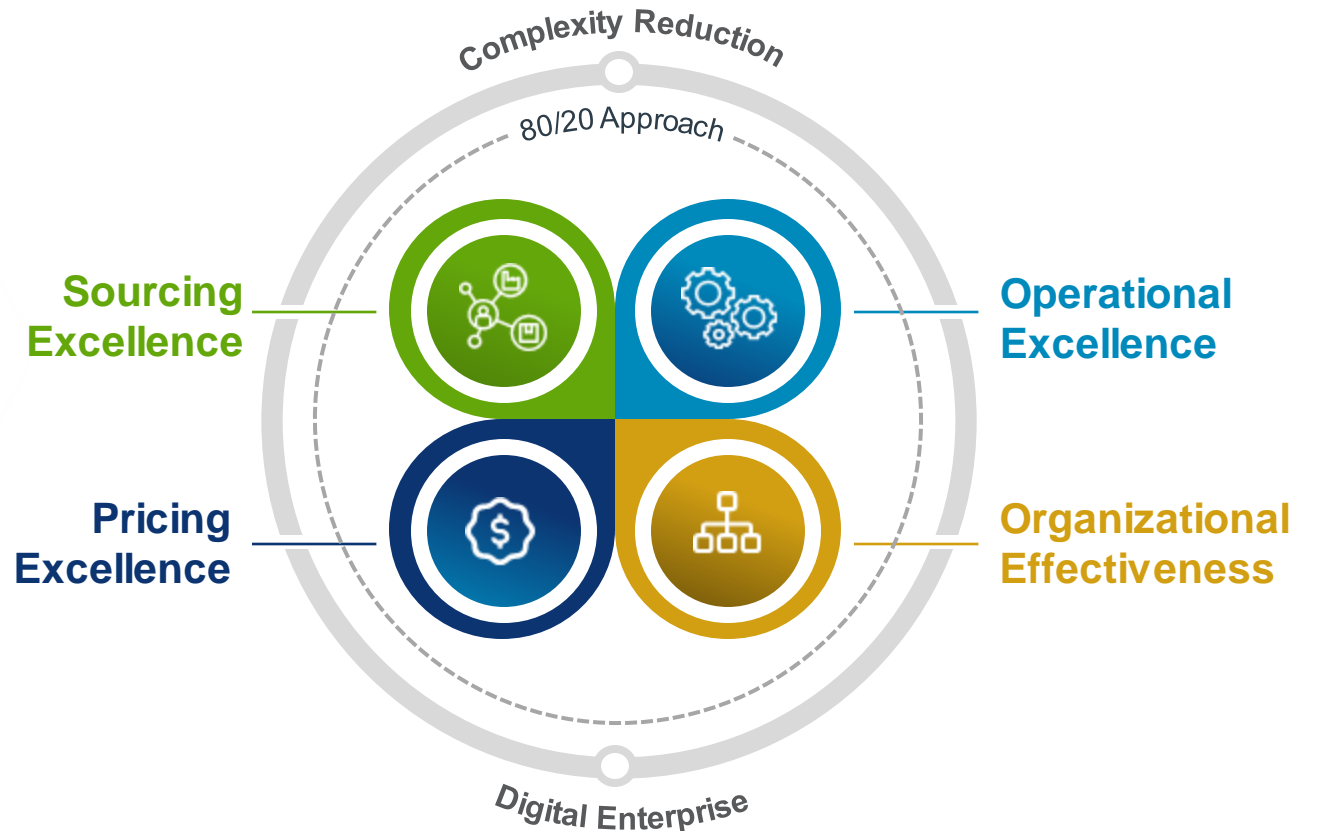 Complexity Reduction
80/20 Approach
Sourcing
Excellence
Operational
Excellence
$
Pricing
Excellence
Organizational
Effectiveness
Digital Enterprise